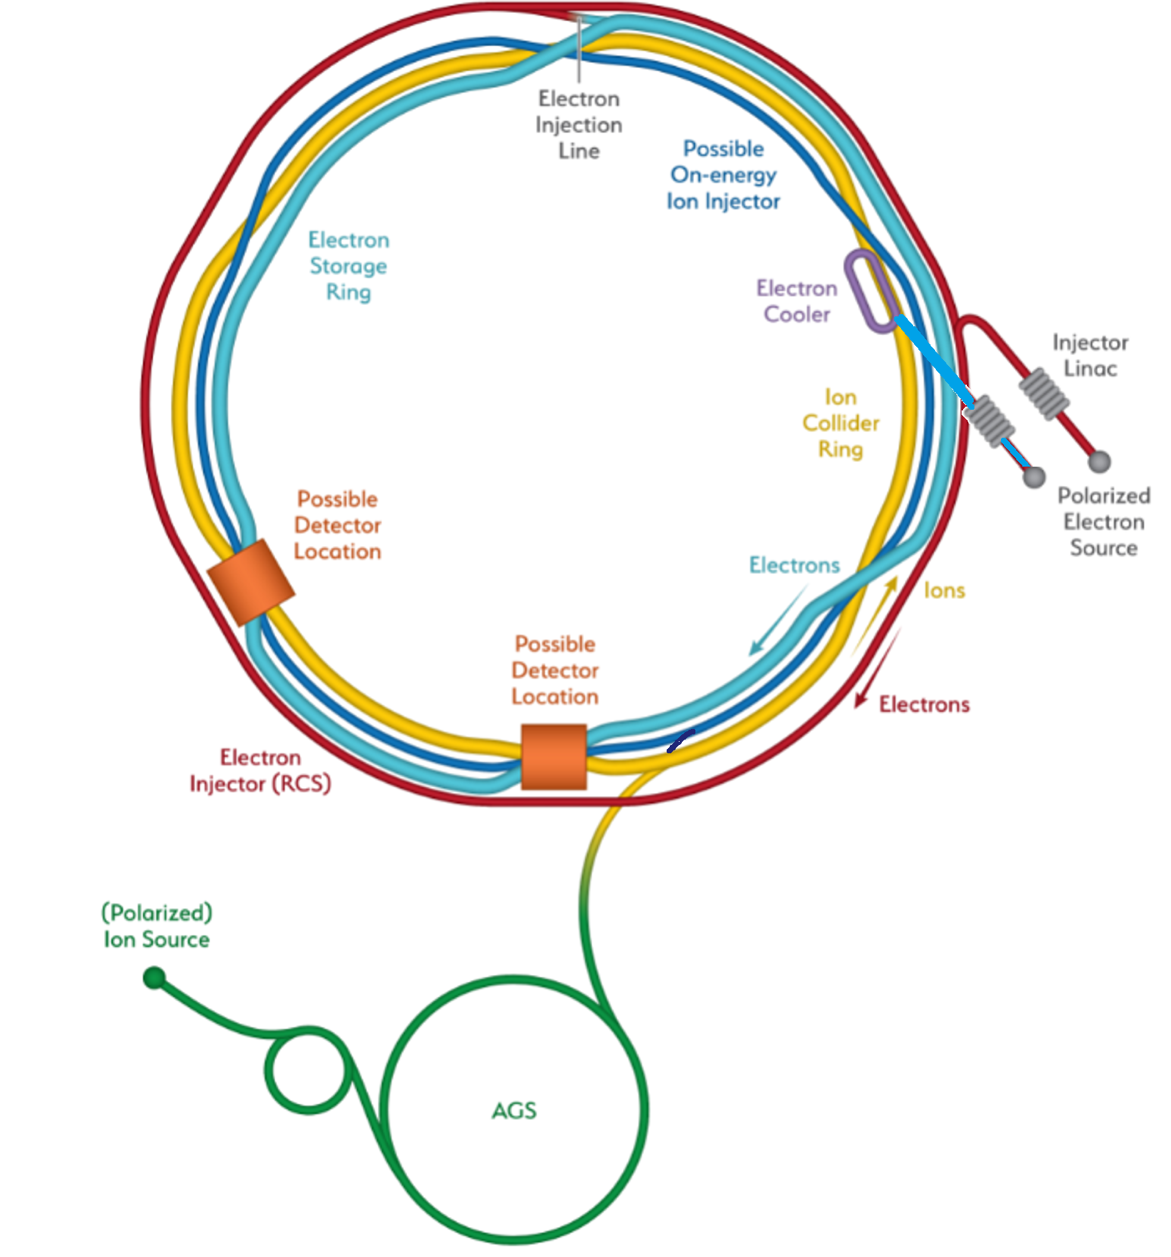 Electron
Injection
Line
Possible
On-energy
Ion Injector
Electron
Storage
Ring
Electron
Cooler
Injector
Linac
Ion
Collider
Ring
Polarized
Electron
Source
Possible
Detector
Location
Electrons
Ions
Possible
Detector
Location
Electrons
Electron
Injector (RCS)
(Polarized)
Ion Source
AGS